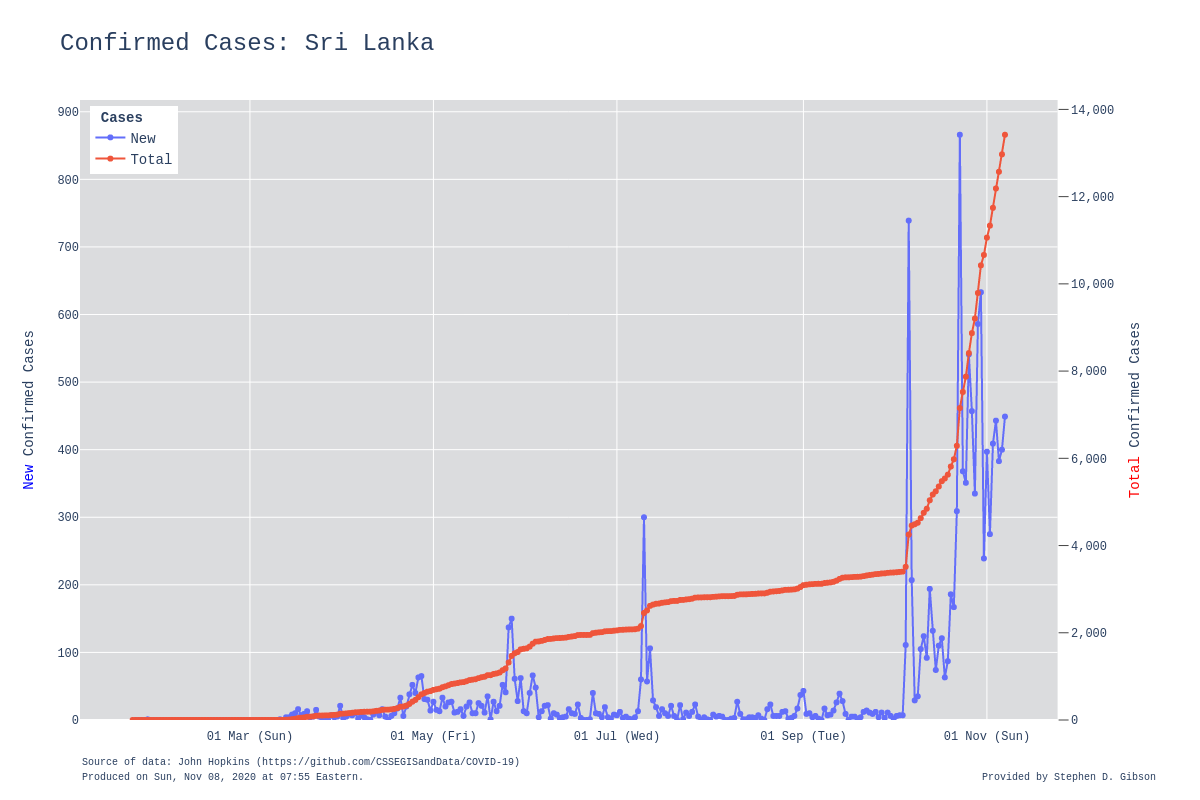 Confirmed Cases: Sri Lanka
Cases
New
Total
900
800
700
600
500
400
300
200
100
0
14,000
12,000
10,000
8,000
6,000
4,000
2,000
0
New Confirmed Cases
Total Confirmed Cases
01 Mar (Sun)
01 May (Fri)
01 Jul (Wed)
01 Sep (Tue)
01 Nov (Sun)
Source of data: John Hopkins (https://github.com/CSSEGISandData/COVID-19)
Produced on Sun, Nov 08, 2020 at 07:55 Eastern.
Provided by Stephen D. Gibson